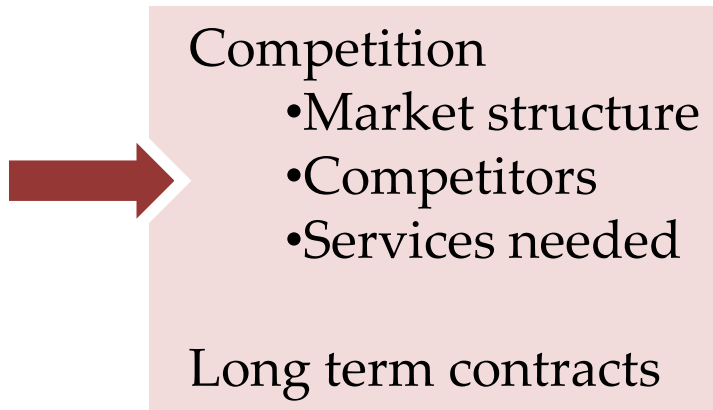 Competition
•Market structure
•Competitors
•Services needed
Long term contracts